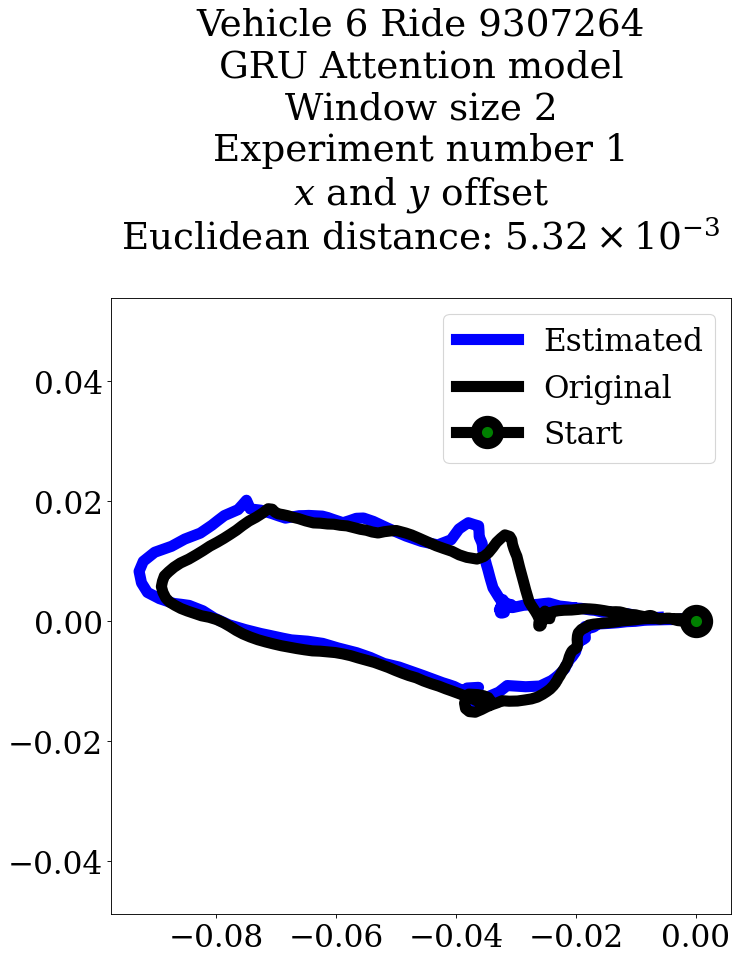 Vehicle 6 Ride 9307264
GRU Attention model
Window size 2
Experiment number 1
x and y offset
Euclidean distance: 5.32 × 10⁻³
Estimated
Original
Start
0.04
0.02
0.00
−0.02
−0.04
−0.08 −0.06 −0.04 −0.02 0.00